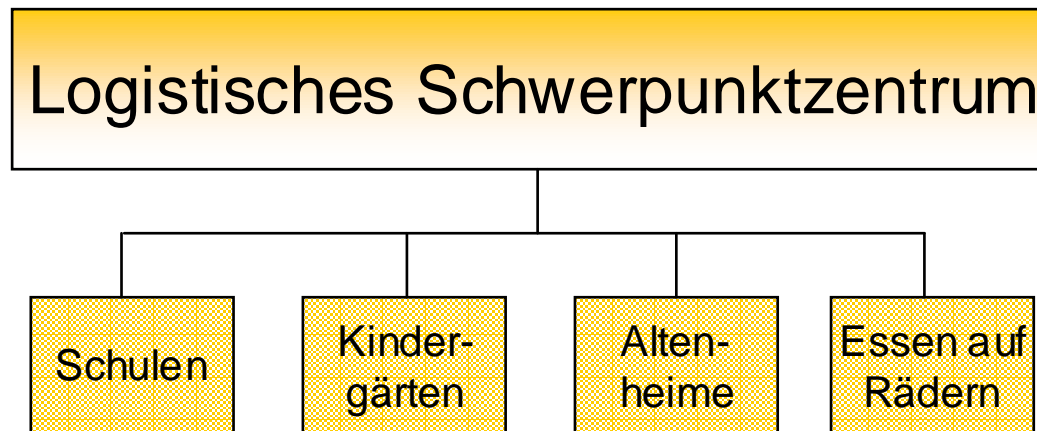 Logistisches Schwerpunktzentrum
Schulen
Kinder-
gärten
Alten-
heime
Essen auf
Rädern